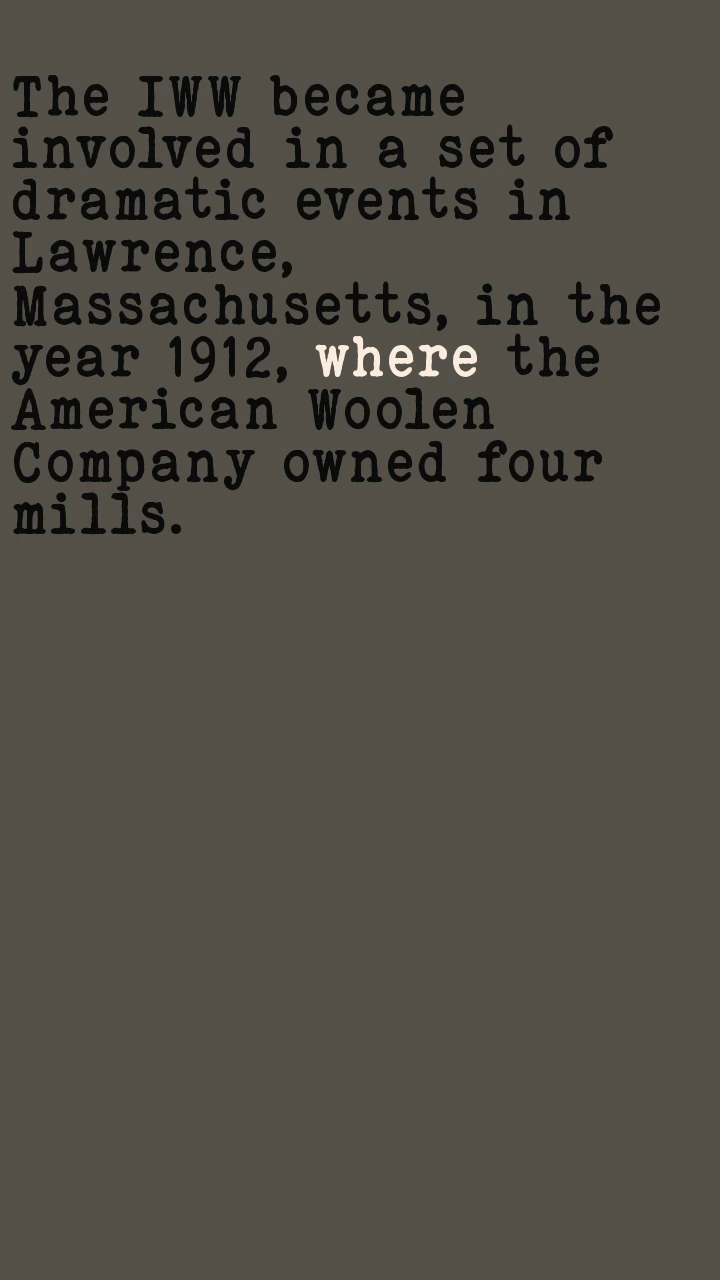 The IWW became
involved in a set of
dramatic events in
Lawrence,
Massachusetts, in the
year 1912, where the
American Woolen
Company owned four
mills.